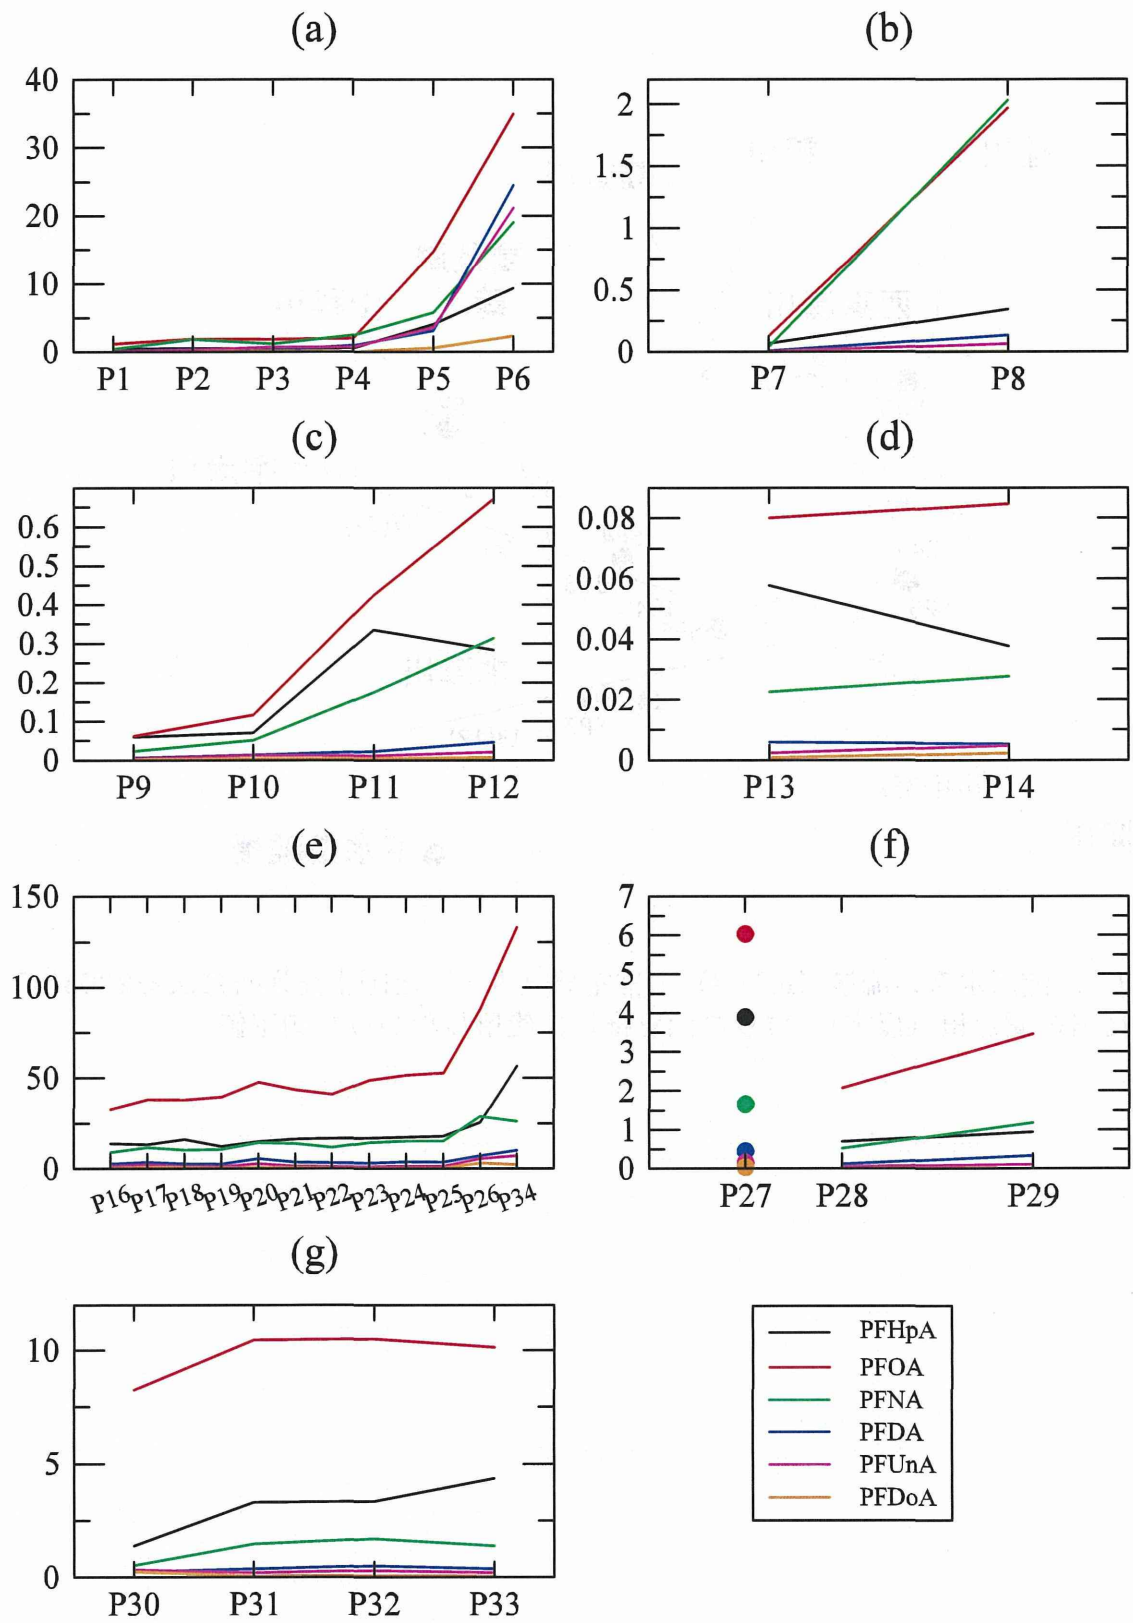 (a)
(b)
40
30
20
10
0
P1 P2 P3 P4 P5 P6
2
1.5
1
0.5
0
P7 P8
(c)
(d)
0.6
0.5
0.4
0.3
0.2
0.1
0
P9 P10 P11 P12
0.08
0.06
0.04
0.02
0
P13 P14
(e)
(f)
150
100
50
0
P16 P17 P18 P19 P20 P21 P22 P23 P24 P25 P26 P34
7
6
5
4
3
2
1
0
P27 P28 P29
(g)
10
5
0
P30 P31 P32 P33
PFHpA
PFOA
PFNA
PFDA
PFUnA
PFDoA